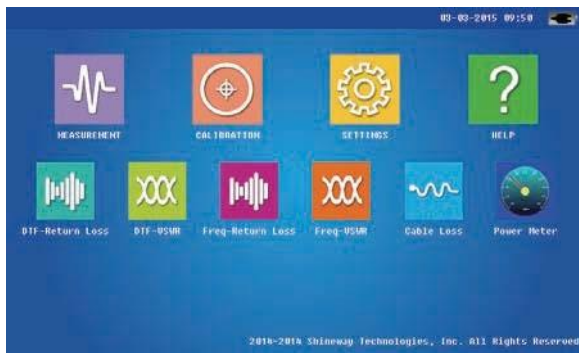 03-03-2015 09:50
MEASUREMENT CALIBRATION SETTINGS HELP
DTF-Return Loss DTF-VSWR Freq-Return Loss Freq-VSWR Cable Loss Power Meter
2014-2014 Shineway Technologies, Inc. All Rights Reserved